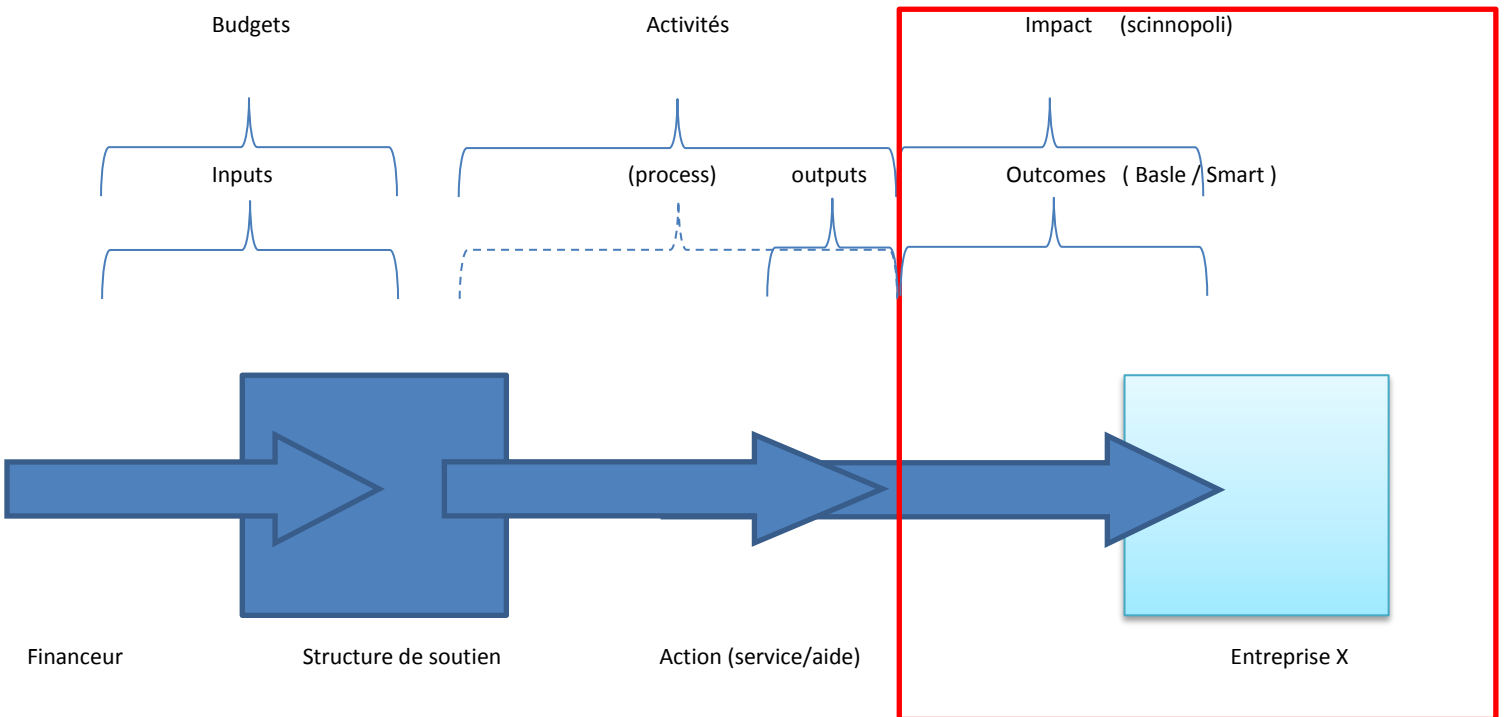 Budgets Activités Impact (scinnopoli)
Inputs (process) outputs Outcomes ( Basle / Smart )
Financeur Structure de soutien Action (service/aide) Entreprise X